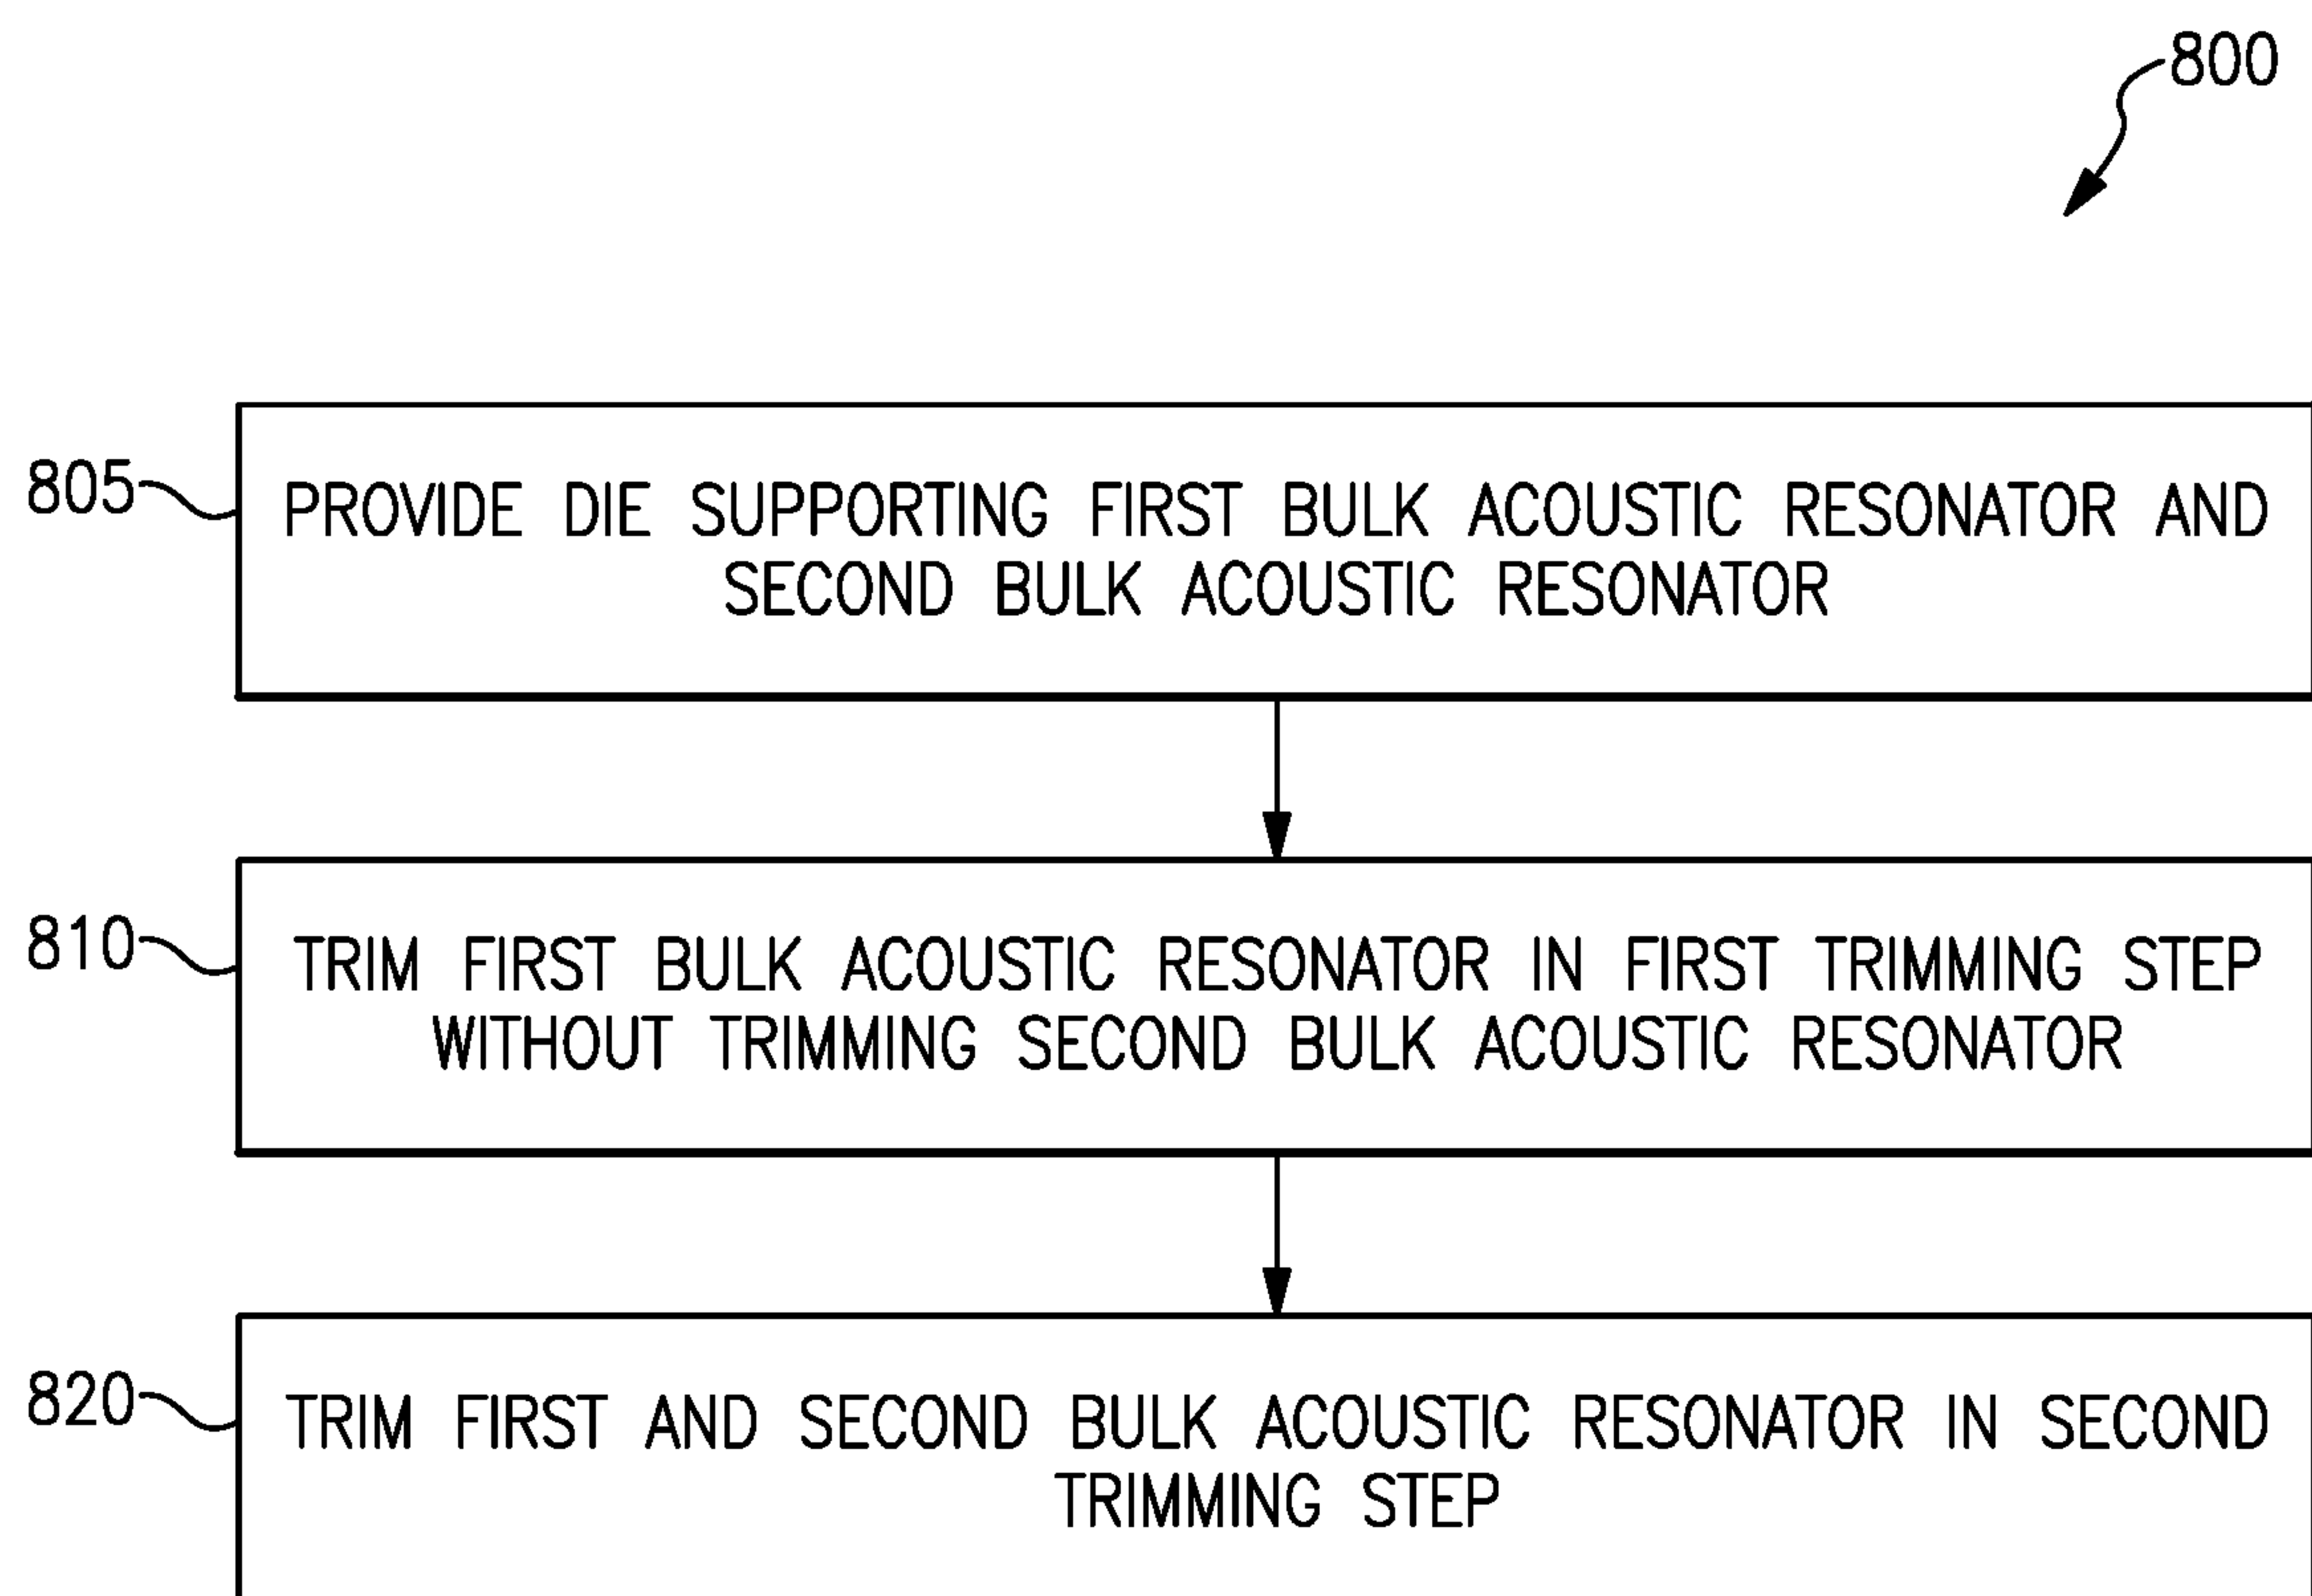 800
805
PROVIDE DIE SUPPORTING FIRST BULK ACOUSTIC RESONATOR AND
SECOND BULK ACOUSTIC RESONATOR
810
TRIM FIRST BULK ACOUSTIC RESONATOR IN FIRST TRIMMING STEP
WITHOUT TRIMMING SECOND BULK ACOUSTIC RESONATOR
820
TRIM FIRST AND SECOND BULK ACOUSTIC RESONATOR IN SECOND
TRIMMING STEP